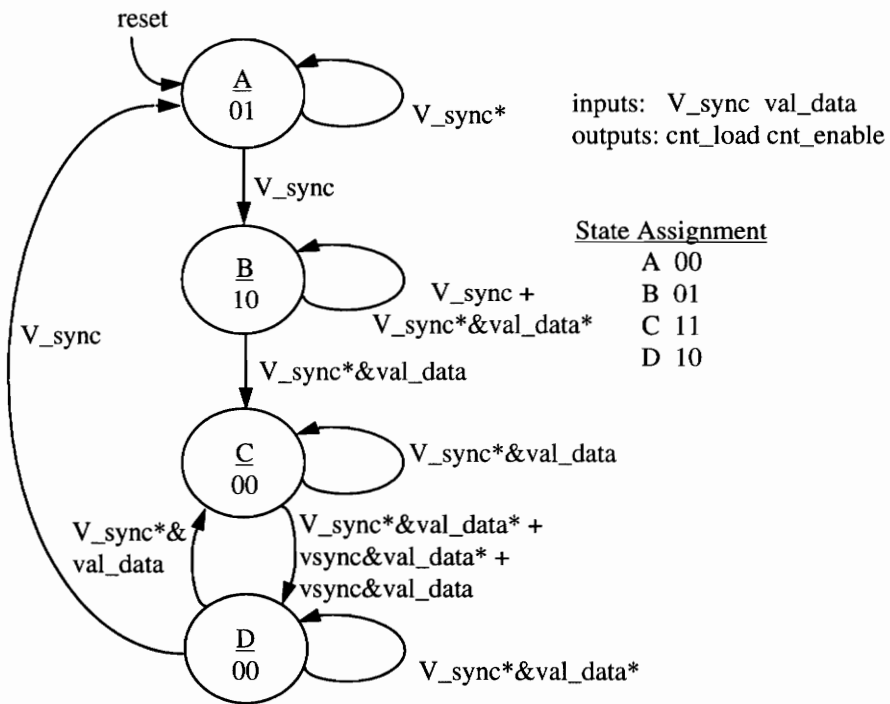 reset
A
01
V_sync*
inputs: V_sync val_data
outputs: cnt_load cnt_enable
V_sync
B
10
V_sync +
V_sync*&val_data*
State Assignment
A 00
B 01
C 11
D 10
V_sync
V_sync*&val_data
C
00
V_sync*&val_data
V_sync*&
val_data
V_sync*&val_data* +
vsync&val_data* +
vsync&val_data
D
00
V_sync*&val_data*